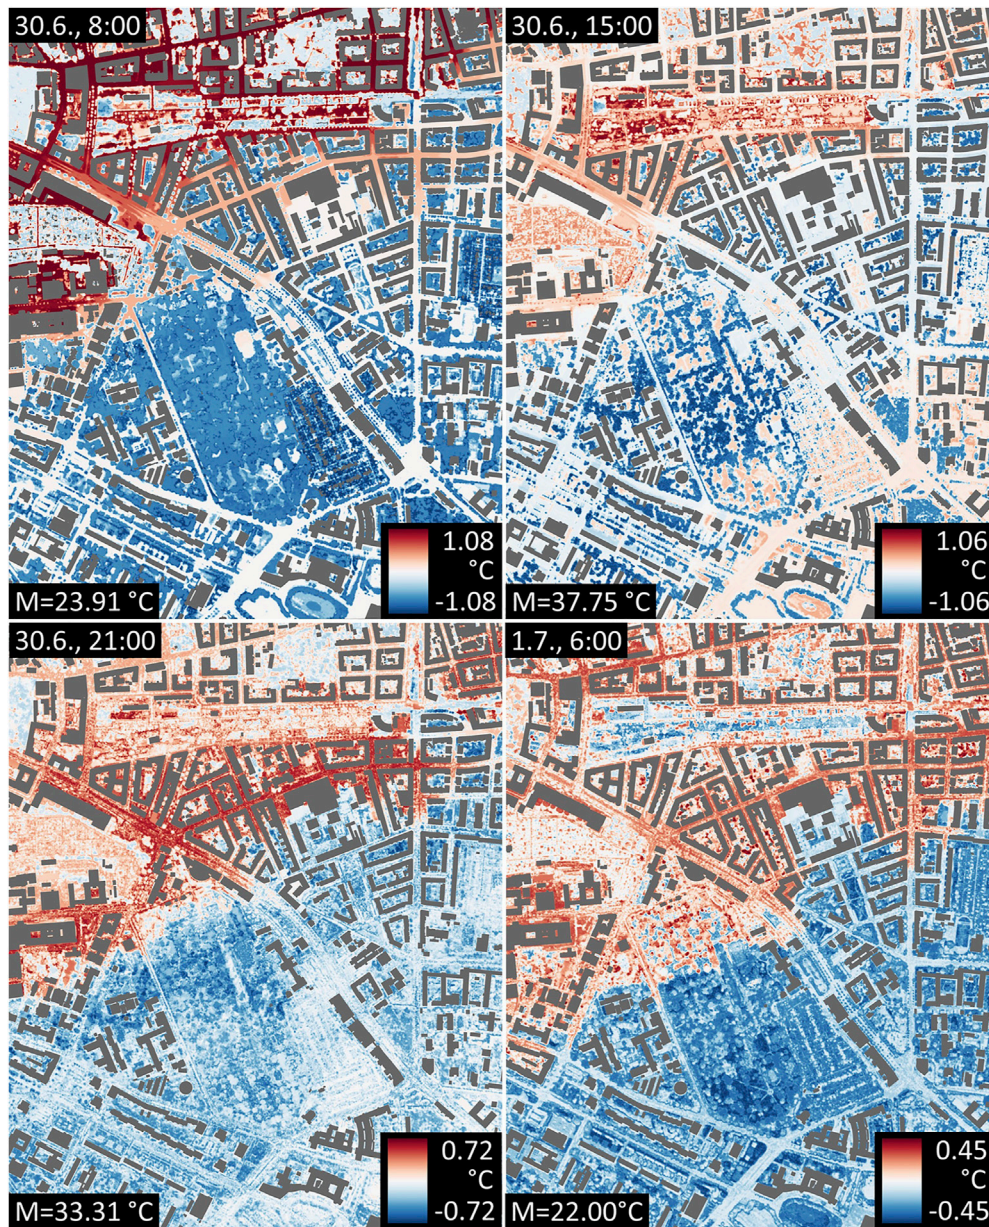 30.6., 8:00
30.6., 15:00
1.08
°C
-1.08
M=23.91 °C
1.06
°C
-1.06
M=37.75 °C
30.6., 21:00
1.7., 6:00
0.72
°C
-0.72
M=33.31 °C
0.45
°C
-0.45
M=22.00°C